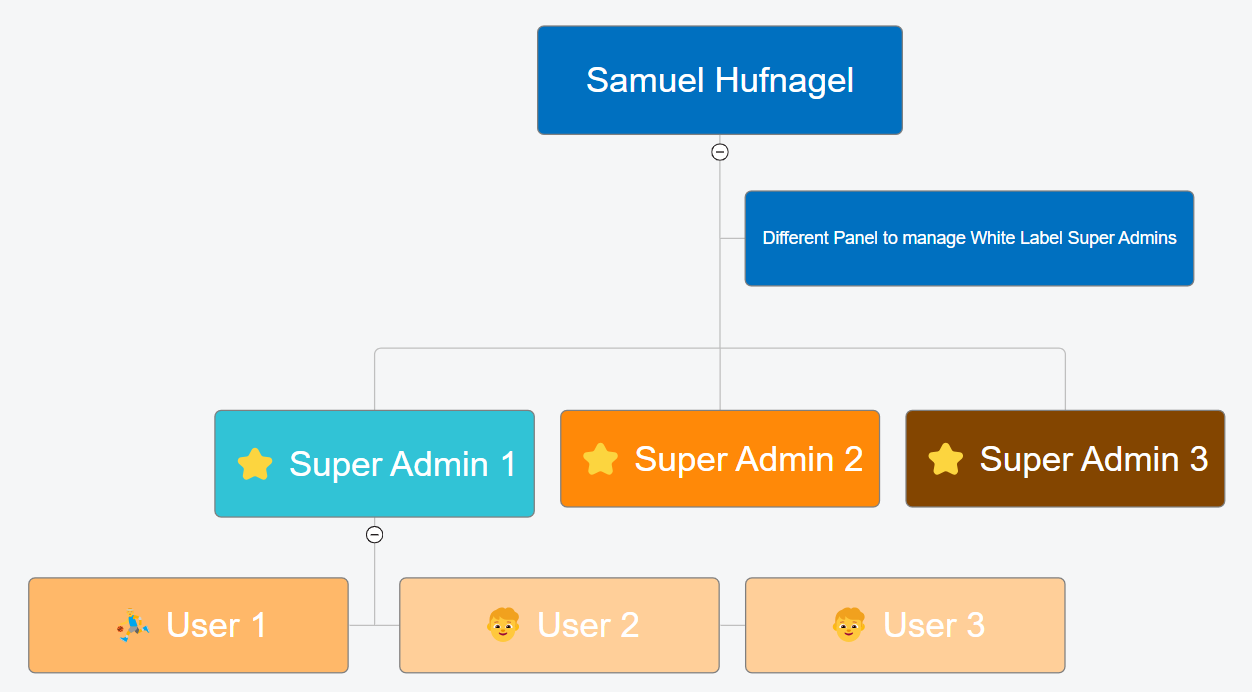 Samuel Hufnagel
Different Panel to manage White Label Super Admins
Super Admin 1
Super Admin 2
Super Admin 3
User 1
User 2
User 3